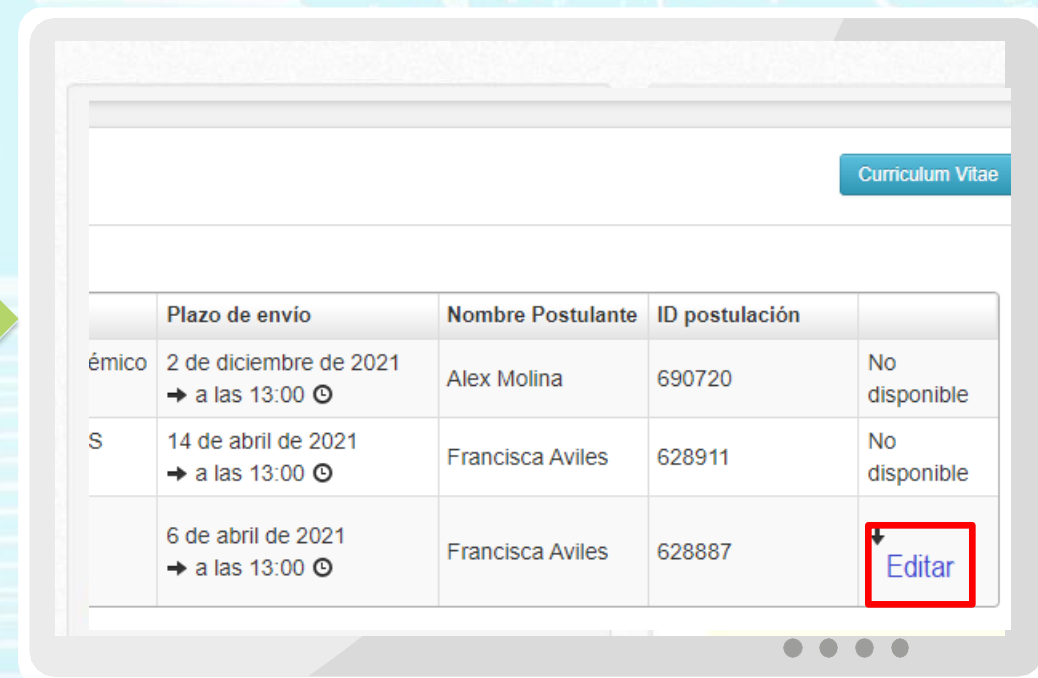 Curriculum Vitae
Plazo de envío Nombre Postulante ID postulación
émico 2 de diciembre de 2021 Alex Molina 690720 No
➔ a las 13:00 disponible
S 14 de abril de 2021 Francisca Aviles 628911 No
➔ a las 13:00 disponible
6 de abril de 2021 Francisca Aviles 628887 Editar
➔ a las 13:00